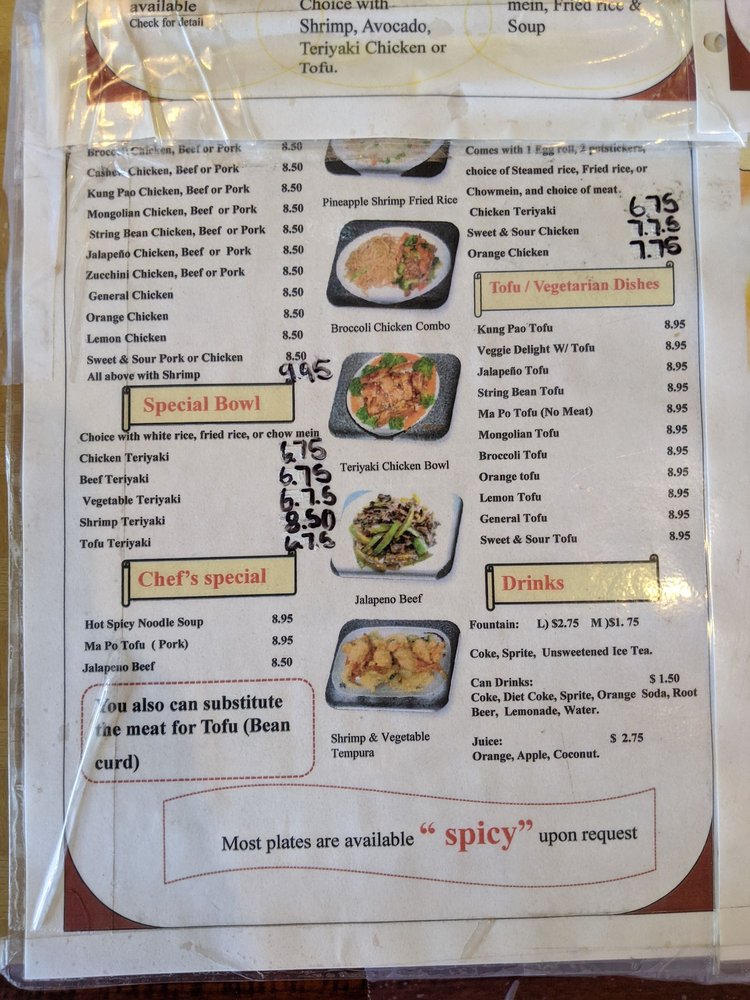 available
Check for detail
Choice with
Shrimp, Avocado,
Teriyaki Chicken or
Tofu.
mein, Fried rice &
Soup
Broccoli Chicken, Beef or Pork 8.50
Cashew Chicken, Beef or Pork 8.50
Kung Pao Chicken, Beef or Pork 8.50
Mongolian Chicken, Beef or Pork 8.50
String Bean Chicken, Beef or Pork 8.50
Jalapeño Chicken, Beef or Pork 8.50
Zucchini Chicken, Beef or Pork 8.50
General Chicken 8.50
Orange Chicken 8.50
Lemon Chicken 8.50
Sweet & Sour Pork or Chicken 8.50
All above with Shrimp 9.95
Special Bowl
Choice with white rice, fried rice, or chow mein
Chicken Teriyaki 6.75
Beef Teriyaki 6.75
Vegetable Teriyaki 6.75
Shrimp Teriyaki 8.50
Tofu Teriyaki 6.75
Chef's special
Hot Spicy Noodle Soup 8.95
Ma Po Tofu ( Pork) 8.95
Jalapeno Beef 8.50
You also can substitute
the meat for Tofu (Bean
curd)
Pineapple Shrimp Fried Rice
Broccoli Chicken Combo
Teriyaki Chicken Bowl
Jalapeno Beef
Shrimp & Vegetable
Tempura
Comes with 1 Egg roll, 2 potstickers,
choice of Steamed rice, Fried rice, or
Chowmein, and choice of meat.
Chicken Teriyaki 6.75
Sweet & Sour Chicken 7.75
Orange Chicken 7.75
Tofu / Vegetarian Dishes
Kung Pao Tofu 8.95
Veggie Delight W/ Tofu 8.95
Jalapeño Tofu 8.95
String Bean Tofu 8.95
Ma Po Tofu (No Meat) 8.95
Mongolian Tofu 8.95
Broccoli Tofu 8.95
Orange tofu 8.95
Lemon Tofu 8.95
General Tofu 8.95
Sweet & Sour Tofu 8.95
Drinks
Fountain: L) $2.75 M )$1. 75
Coke, Sprite, Unsweetened Ice Tea.
Can Drinks: $ 1.50
Coke, Diet Coke, Sprite, Orange Soda, Root
Beer, Lemonade, Water.
Juice: $ 2.75
Orange, Apple, Coconut.
Most plates are available “ spicy” upon request